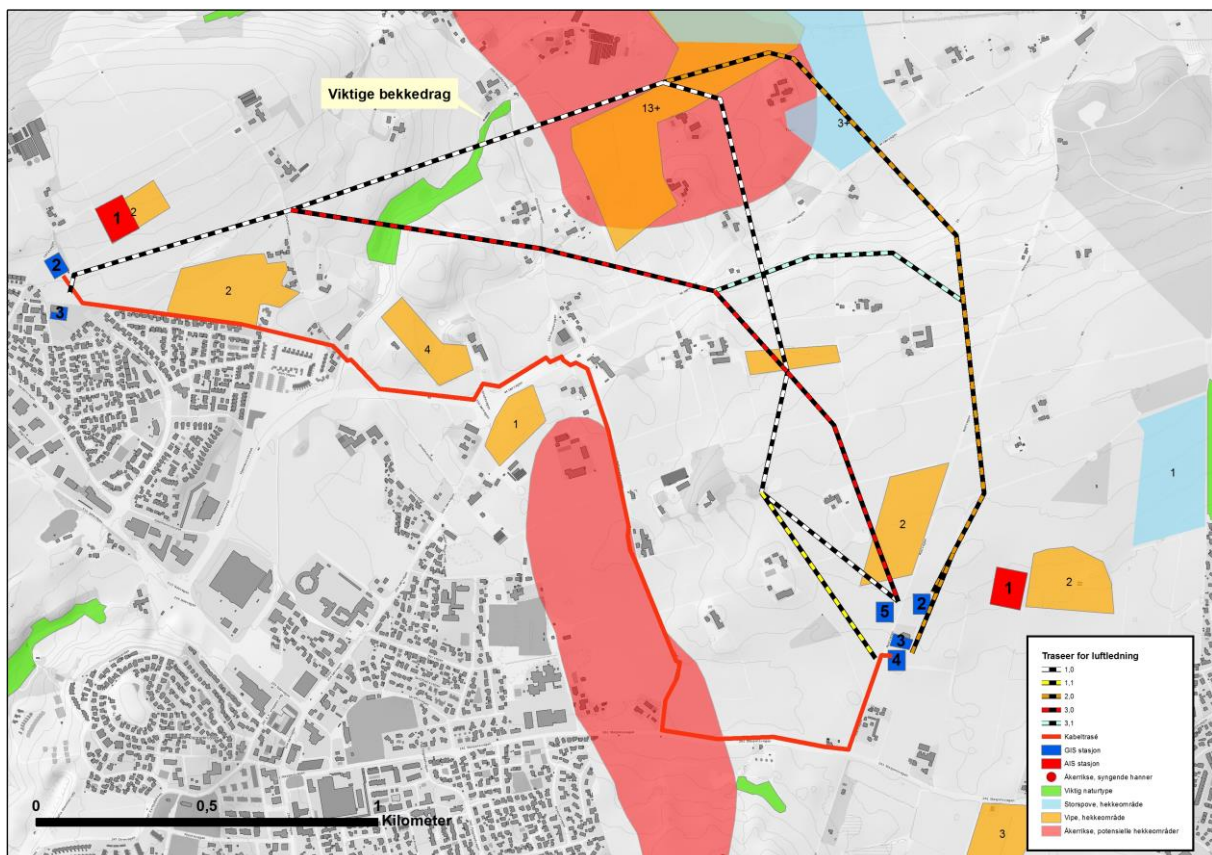 Viktige bekkedrag
13+
3+
1
2
2
3
2
4
1
1
2
5
2
3
4
1
2
3
0
0,5
1
Kilometer
Traseer for luftledning
1,0
1,1
2,0
3,0
3,1
Kabeltrasé
GIS stasjon
AIS stasjon
Åkerrikse, syngende hanner
Viktig naturtype
Storspove, hekkeområde
Vipe, hekkeområde
Åkerrikse, potensielle hekkeområder